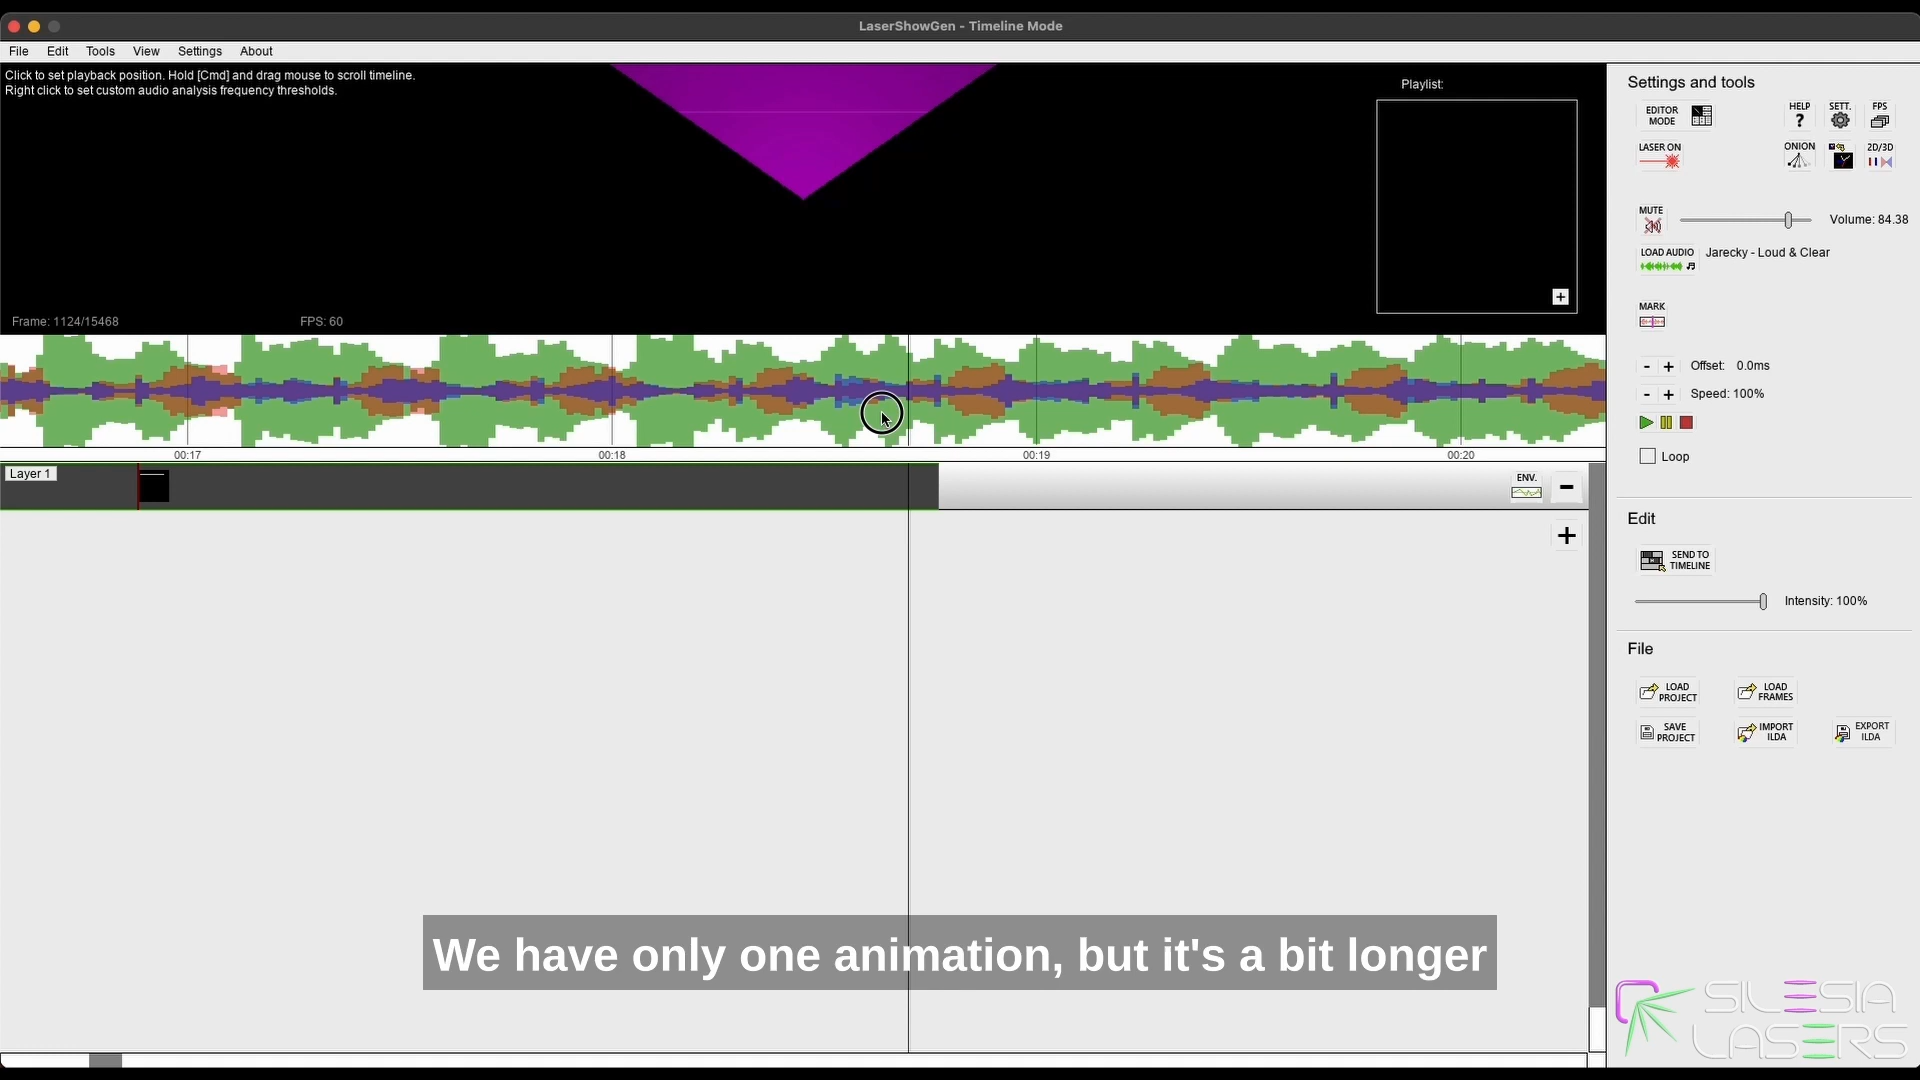 LaserShowGen - Timeline Mode
File Edit Tools View Settings About
Click to set playback position. Hold [Cmd] and drag mouse to scroll timeline.
Right click to set custom audio analysis frequency thresholds.
Playlist:
+
Frame: 1124/15468
FPS: 60
00:17
00:18
00:19
00:20
Layer 1
ENV.
-
+
Settings and tools
EDITOR
MODE
HELP
?
SETT.
FPS
LASER ON
ONION
2D/3D
MUTE
Volume: 84.38
LOAD AUDIO
Jarecky - Loud & Clear
MARK
- + Offset: 0.0ms
- + Speed: 100%
Loop
Edit
SEND TO
TIMELINE
Intensity: 100%
File
LOAD
PROJECT
LOAD
FRAMES
SAVE
PROJECT
IMPORT
ILDA
EXPORT
ILDA
We have only one animation, but it's a bit longer
SILESIA
LASERS